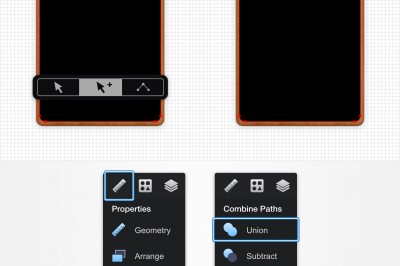 Properties
Geometry
Arrange
Combine Paths
Union
Subtract